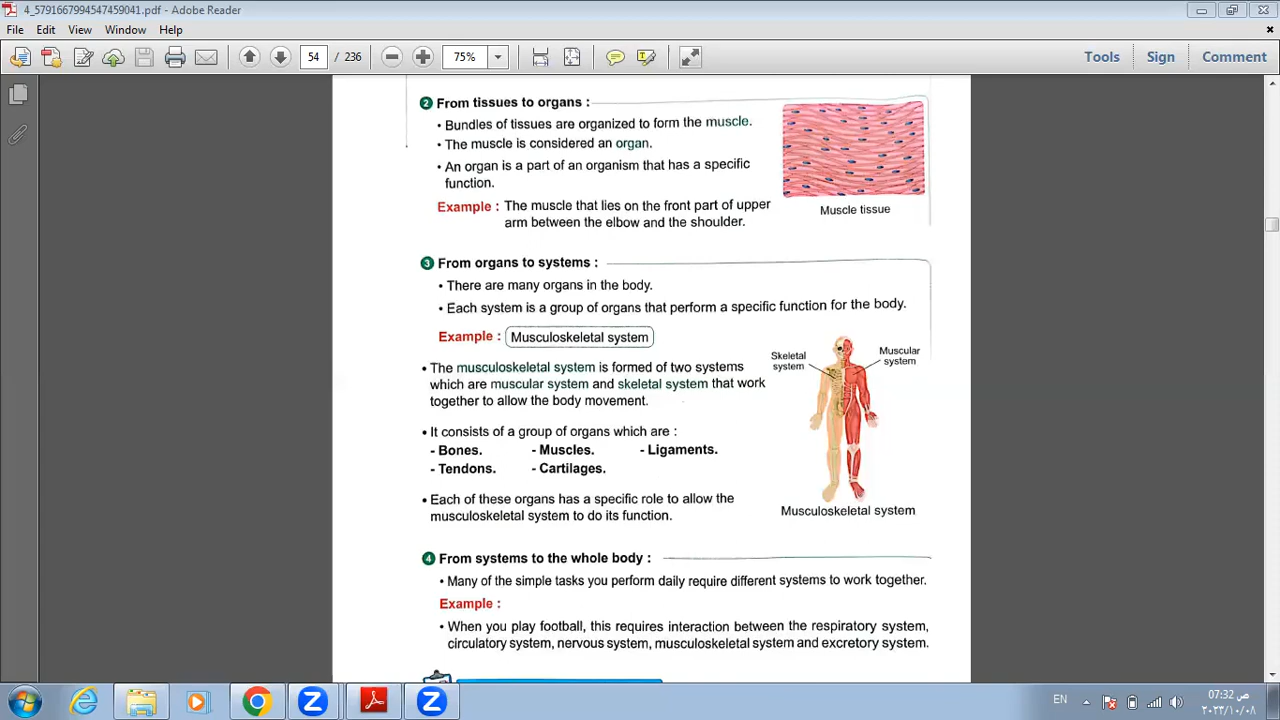 4_5791667994547459041.pdf - Adobe Reader
File Edit View Window Help
54 / 236 75% Tools Sign Comment
2 From tissues to organs :
• Bundles of tissues are organized to form the muscle.
• The muscle is considered an organ.
• An organ is a part of an organism that has a specific
function.
Example : The muscle that lies on the front part of upper
arm between the elbow and the shoulder.
Muscle tissue
3 From organs to systems :
• There are many organs in the body.
• Each system is a group of organs that perform a specific function for the body.
Example : Musculoskeletal system
• The musculoskeletal system is formed of two systems
which are muscular system and skeletal system that work
together to allow the body movement.
Skeletal
system
Muscular
system
• It consists of a group of organs which are :
- Bones. - Muscles. - Ligaments.
- Tendons. - Cartilages.
• Each of these organs has a specific role to allow the
musculoskeletal system to do its function.
Musculoskeletal system
4 From systems to the whole body :
• Many of the simple tasks you perform daily require different systems to work together.
Example :
• When you play football, this requires interaction between the respiratory system,
circulatory system, nervous system, musculoskeletal system and excretory system.
EN
07:32 ص
٢٠٢٣/١٠/٠٨